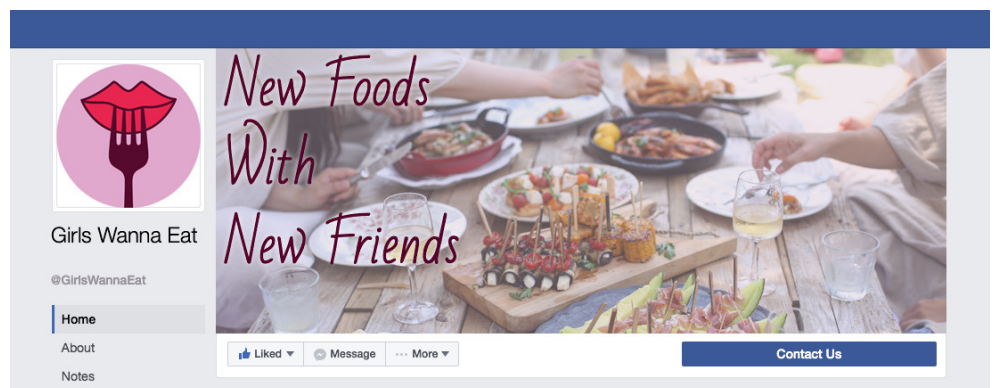 New Foods
With
New Friends
Girls Wanna Eat
@GirlsWannaEat
Home
About
Notes
Liked
Message
More
Contact Us